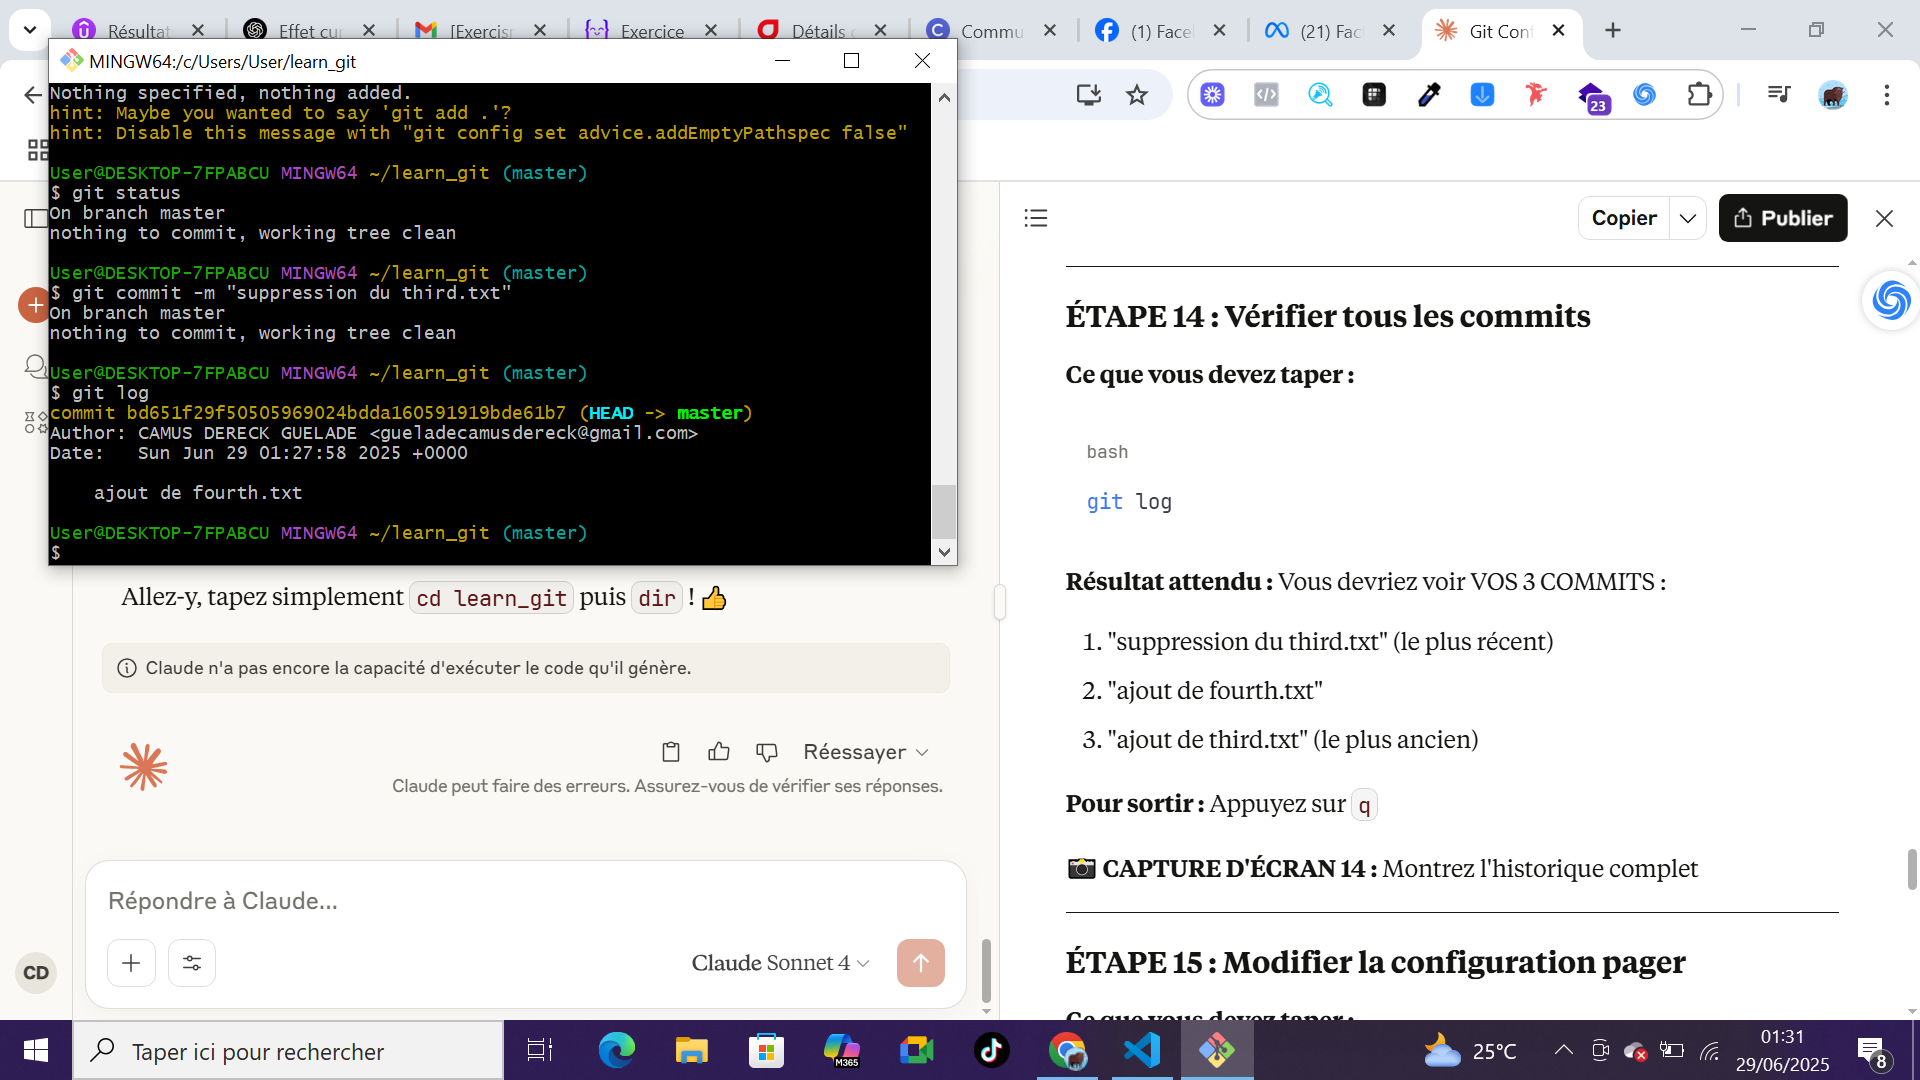 Résultat
Effet cu
[Exercis
Exercice
Détails
Commu
(1) Face
(21) Fac
Git Conf
MINGW64:/c/Users/User/learn_git
Nothing specified, nothing added.
hint: Maybe you wanted to say 'git add .'?
hint: Disable this message with "git config set advice.addEmptyPathspec false"
User@DESKTOP-7FPABCU MINGW64 ~/learn_git (master)
$ git status
On branch master
nothing to commit, working tree clean
User@DESKTOP-7FPABCU MINGW64 ~/learn_git (master)
$ git commit -m "suppression du third.txt"
On branch master
nothing to commit, working tree clean
User@DESKTOP-7FPABCU MINGW64 ~/learn_git (master)
$ git log
commit bd651f29f50505969024bdda160591919bde61b7 (HEAD -> master)
Author: CAMUS DERECK GUELADE <gueladecamusdereck@gmail.com>
Date:   Sun Jun 29 01:27:58 2025 +0000
ajout de fourth.txt
User@DESKTOP-7FPABCU MINGW64 ~/learn_git (master)
$
Allez-y, tapez simplement cd learn_git puis dir ! 👍
Claude n'a pas encore la capacité d'exécuter le code qu'il génère.
Réessayer
Claude peut faire des erreurs. Assurez-vous de vérifier ses réponses.
Répondre à Claude...
Claude Sonnet 4
CD
23
Copier
Publier
ÉTAPE 14 : Vérifier tous les commits
Ce que vous devez taper :
bash
git log
Résultat attendu : Vous devriez voir VOS 3 COMMITS :
1. "suppression du third.txt" (le plus récent)
2. "ajout de fourth.txt"
3. "ajout de third.txt" (le plus ancien)
Pour sortir : Appuyez sur q
📸 CAPTURE D'ÉCRAN 14 : Montrez l'historique complet
ÉTAPE 15 : Modifier la configuration pager
Ce que vous devez taper :
Taper ici pour rechercher
M365
25°C
01:31
29/06/2025
8